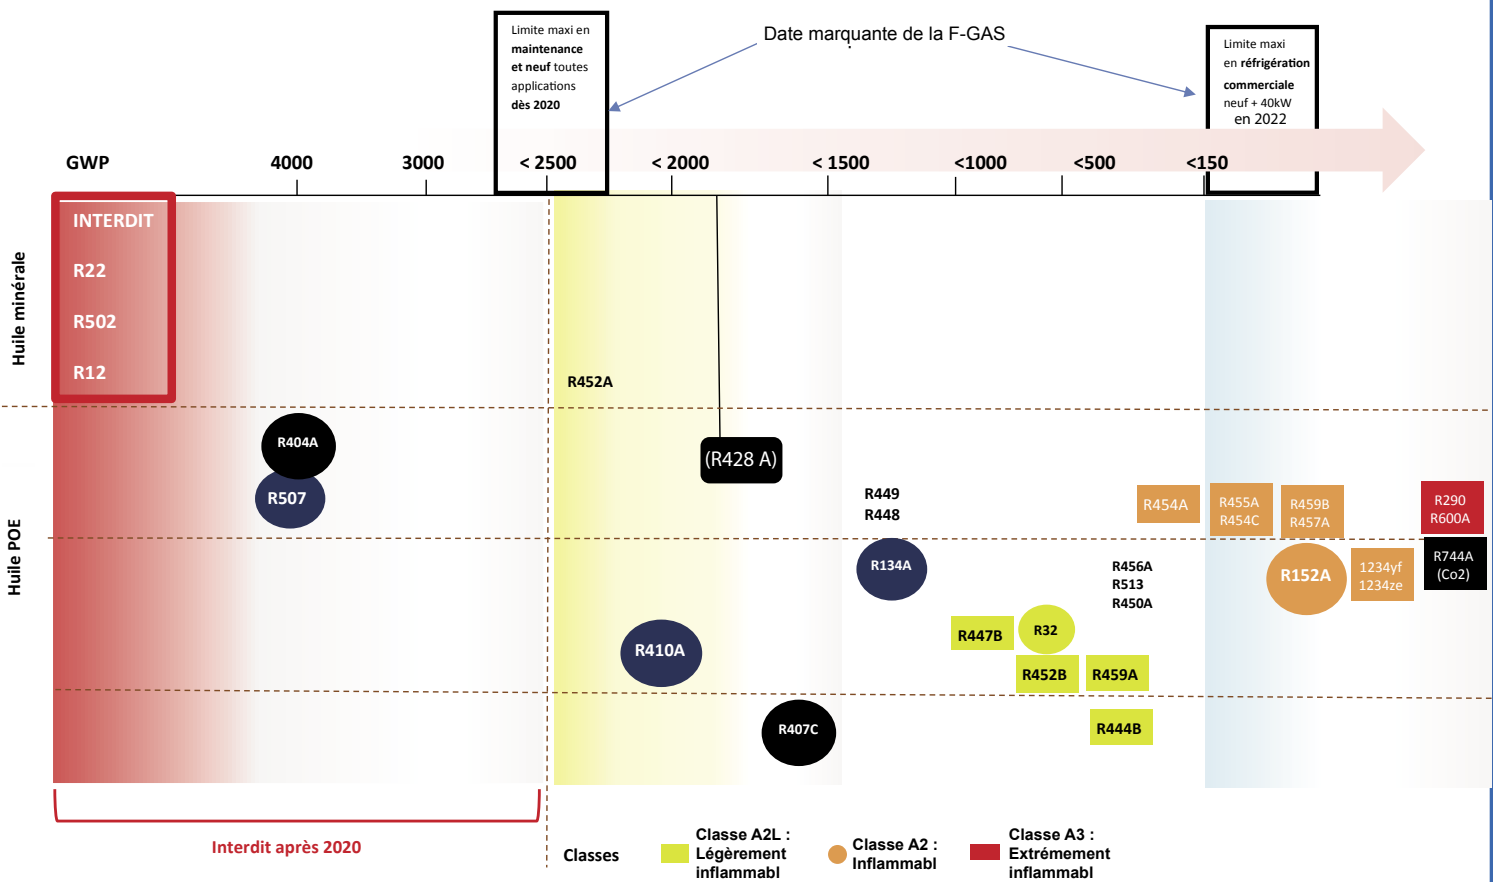 Limite maxi en
maintenance
et neuf toutes
applications
dès 2020
Date marquante de la F-GAS
Limite maxi
en réfrigération
commerciale
neuf + 40kW
en 2022
GWP
4000
3000
< 2500
< 2000
< 1500
<1000
<500
<150
Huile minérale
INTERDIT
R22
R502
R12
R452A
Huile POE
R404A
R507
(R428 A)
R449
R448
R454A
R455A
R454C
R459B
R457A
R290
R600A
R134A
R456A
R513
R450A
R152A
1234yf
1234ze
R744A
(Co2)
R410A
R447B
R32
R452B
R459A
R407C
R444B
Interdit après 2020
Classes
Classe A2L :
Légèrement
inflammabl
Classe A2 :
Inflammabl
Classe A3 :
Extrémement
inflammabl